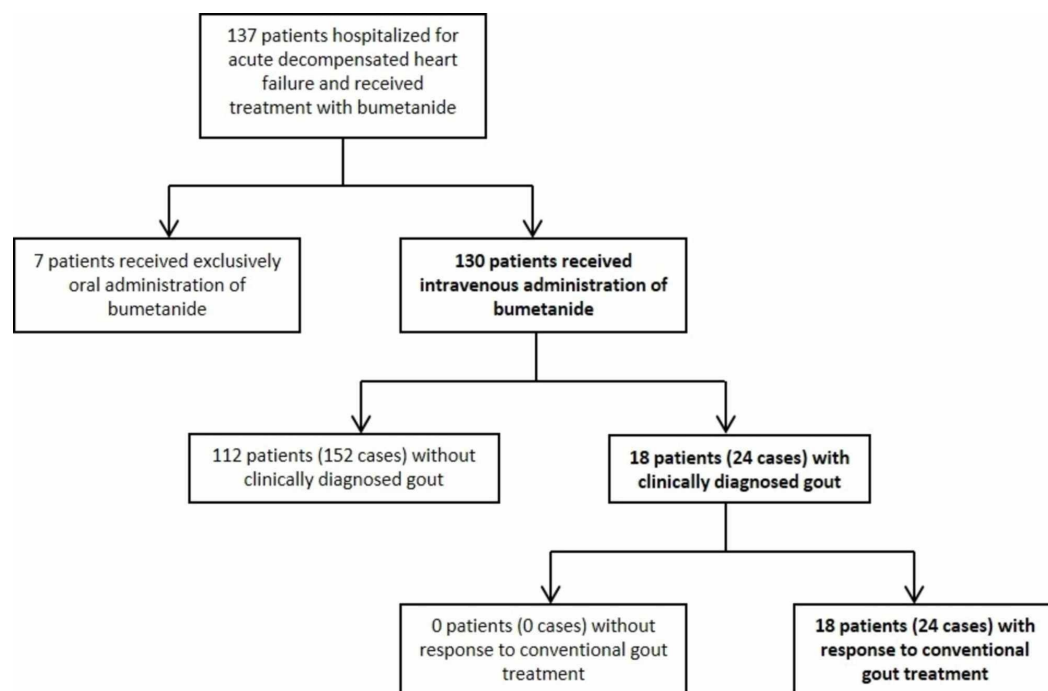 137 patients hospitalized for
acute decompensated heart
failure and received
treatment with bumetanide
7 patients received exclusively
oral administration of
bumetanide
130 patients received
intravenous administration of
bumetanide
112 patients (152 cases) without
clinically diagnosed gout
18 patients (24 cases) with
clinically diagnosed gout
0 patients (0 cases) without
response to conventional gout
treatment
18 patients (24 cases) with
response to conventional
gout treatment